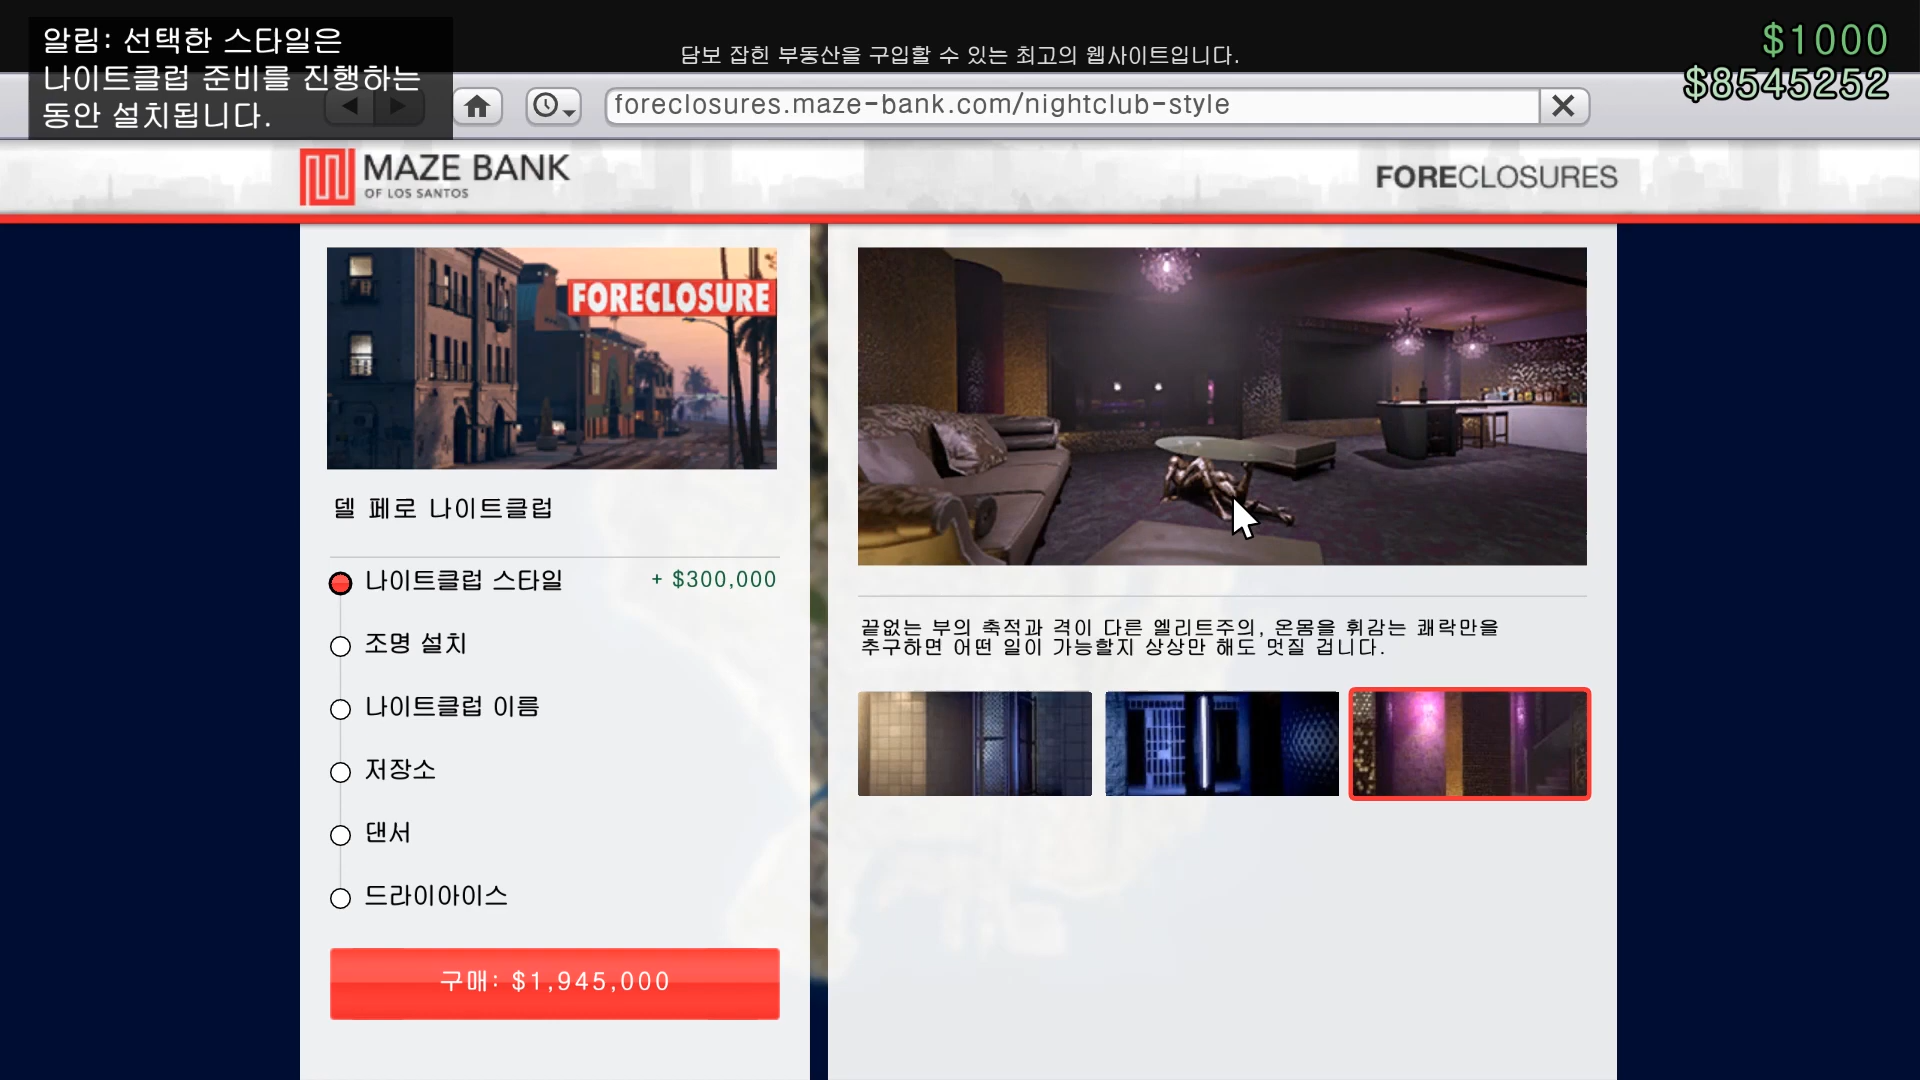 알림: 선택한 스타일은
나이트클럽 준비를 진행하는
동안 설치됩니다.
담보 잡힌 부동산을 구입할 수 있는 최고의 웹사이트입니다.
$1000
$8545252
foreclosures.maze-bank.com/nightclub-style
MAZE BANK
OF LOS SANTOS
FORECLOSURES
FORECLOSURE
델 페로 나이트클럽
나이트클럽 스타일 + $300,000
조명 설치
나이트클럽 이름
저장소
댄서
드라이아이스
구매: $1,945,000
끝없는 부의 축적과 격이 다른 엘리트주의, 온몸을 휘감는 쾌락만을
추구하면 어떤 일이 가능할지 상상만 해도 멋질 겁니다.